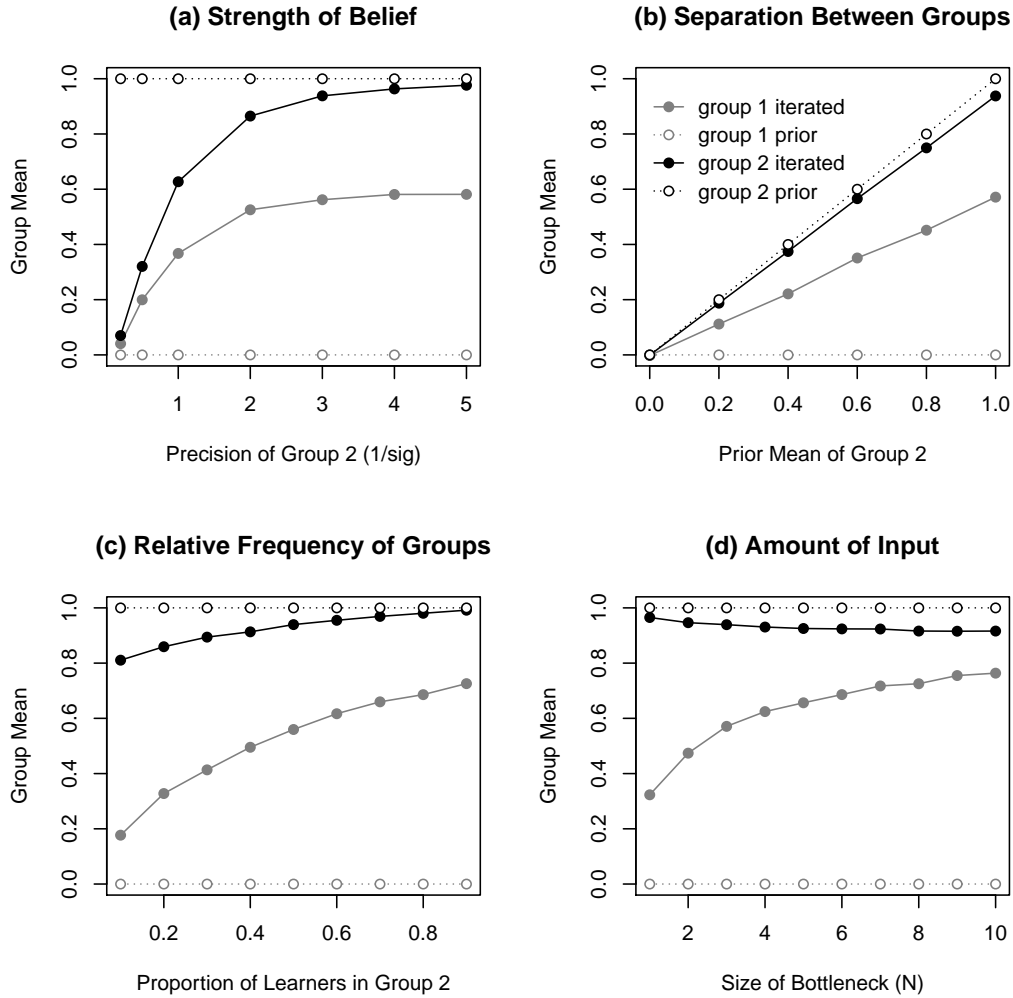 (a) Strength of Belief
Group Mean
0.0 0.2 0.4 0.6 0.8 1.0
1 2 3 4 5
Precision of Group 2 (1/sig)
(b) Separation Between Groups
Group Mean
0.0 0.2 0.4 0.6 0.8 1.0
group 1 iterated
group 1 prior
group 2 iterated
group 2 prior
0.0 0.2 0.4 0.6 0.8 1.0
Prior Mean of Group 2
(c) Relative Frequency of Groups
Group Mean
0.0 0.2 0.4 0.6 0.8 1.0
0.2 0.4 0.6 0.8
Proportion of Learners in Group 2
(d) Amount of Input
Group Mean
0.0 0.2 0.4 0.6 0.8 1.0
2 4 6 8 10
Size of Bottleneck (N)